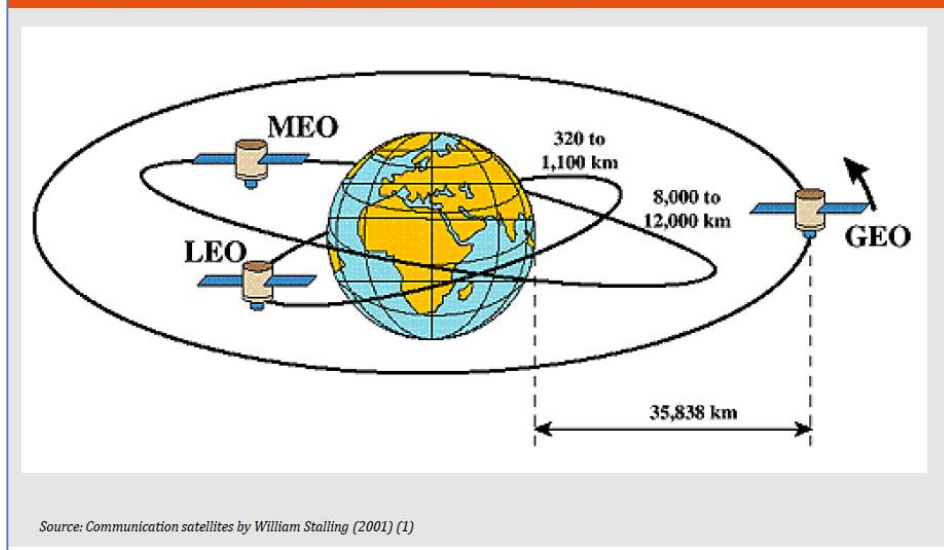 MEO
320 to
1,100 km
8,000 to
12,000 km
GEO
LEO
35,838 km
Source: Communication satellites by William Stalling (2001) (1)